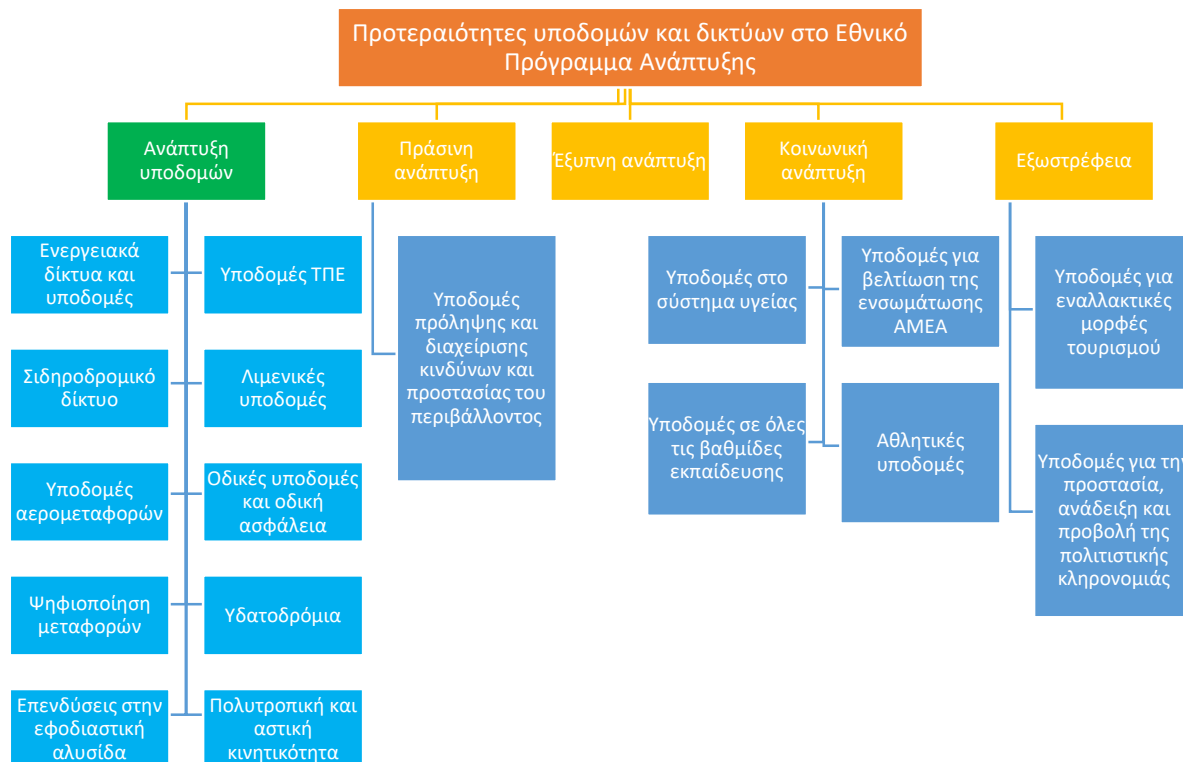 Προτεραιότητες υποδομών και δικτύων στο Εθνικό
Πρόγραμμα Ανάπτυξης
Ανάπτυξη
υποδομών
Πράσινη
ανάπτυξη
Έξυπνη ανάπτυξη
Κοινωνική
ανάπτυξη
Εξωστρέφεια
Ενεργειακά
δίκτυα και
υποδομές
Υποδομές ΤΠΕ
Σιδηροδρομικό
δίκτυο
Λιμενικές
υποδομές
Υποδομές
αερομεταφορών
Οδικές υποδομές
και οδική
ασφάλεια
Ψηφιοποίηση
μεταφορών
Υδατοδρόμια
Επενδύσεις στην
εφοδιαστική
αλυσίδα
Πολυτροπική και
αστική
κινητικότητα
Υποδομές
πρόληψης και
διαχείρισης
κινδύνων και
προστασίας του
περιβάλλοντος
Υποδομές στο
σύστημα υγείας
Υποδομές για
βελτίωση της
ενσωμάτωσης
ΑΜΕΑ
Υποδομές σε όλες
τις βαθμίδες
εκπαίδευσης
Αθλητικές
υποδομές
Υποδομές για
εναλλακτικές
μορφές
τουρισμού
Υποδομές για την
προστασία,
ανάδειξη και
προβολή της
πολιτιστικής
κληρονομιάς